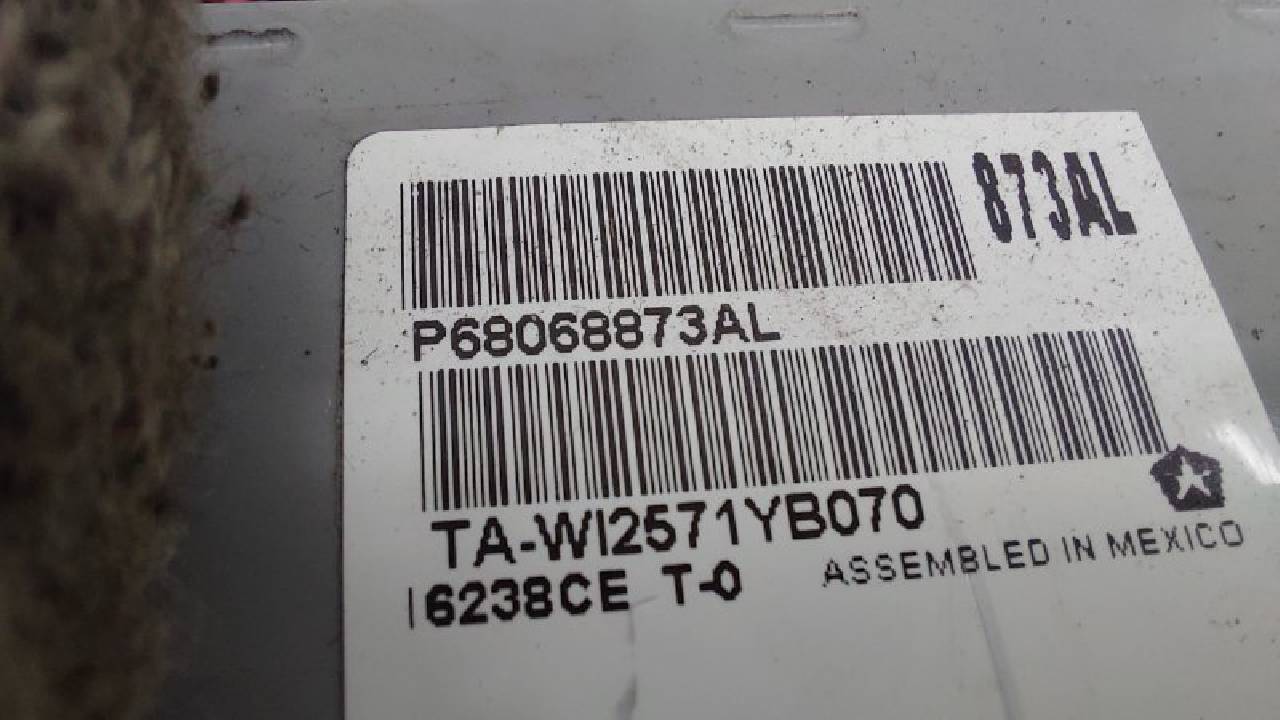 873AL
P68068873AL
TA-WI2571YB070
6238CE T-0
ASSEMBLED IN MEXICO